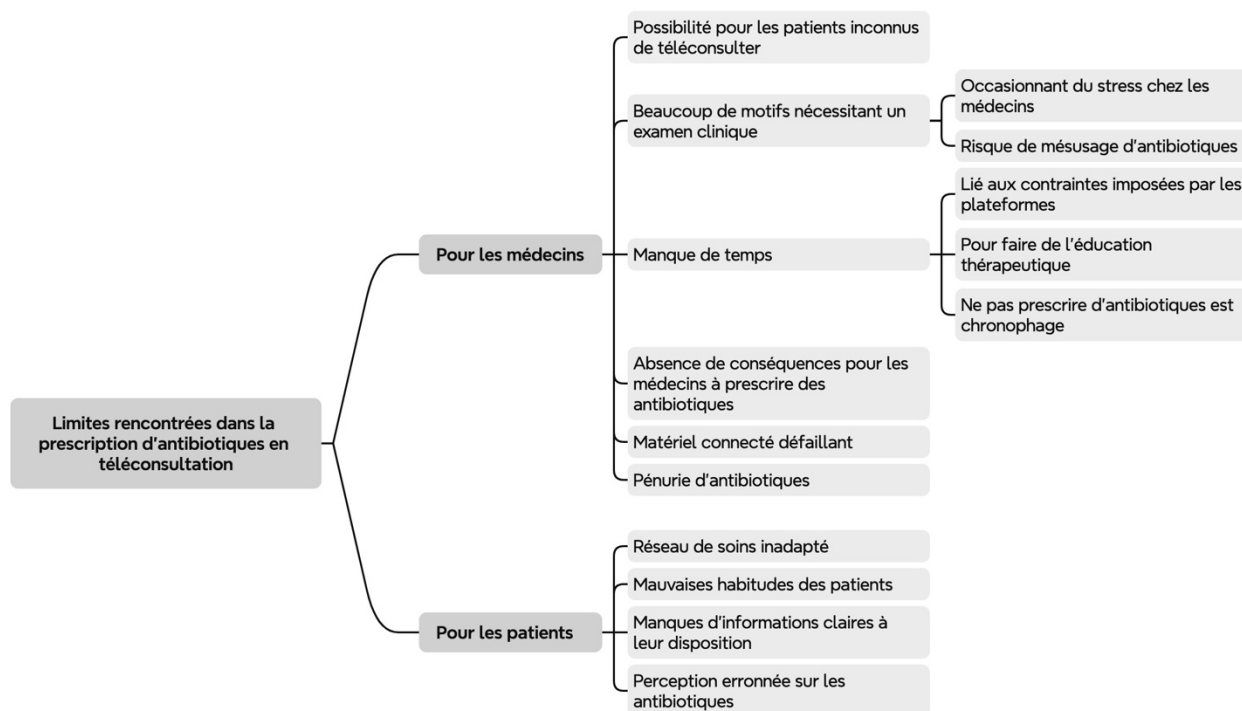 Possibilité pour les patients inconnus
de téléconsulter
Beaucoup de motifs nécessitant un
examen clinique
Occasionnant du stress chez les
médecins
Risque de mésusage d'antibiotiques
Lié aux contraintes imposées par les
plateformes
Pour les médecins
Manque de temps
Pour faire de l'éducation
thérapeutique
Ne pas prescrire d'antibiotiques est
chronophage
Absence de conséquences pour les
médecins à prescrire des
antibiotiques
Matériel connecté défaillant
Pénurie d'antibiotiques
Limites rencontrées dans la
prescription d'antibiotiques en
téléconsultation
Réseau de soins inadapté
Mauvaises habitudes des patients
Pour les patients
Manques d'informations claires à
leur disposition
Perception erronnée sur les
antibiotiques